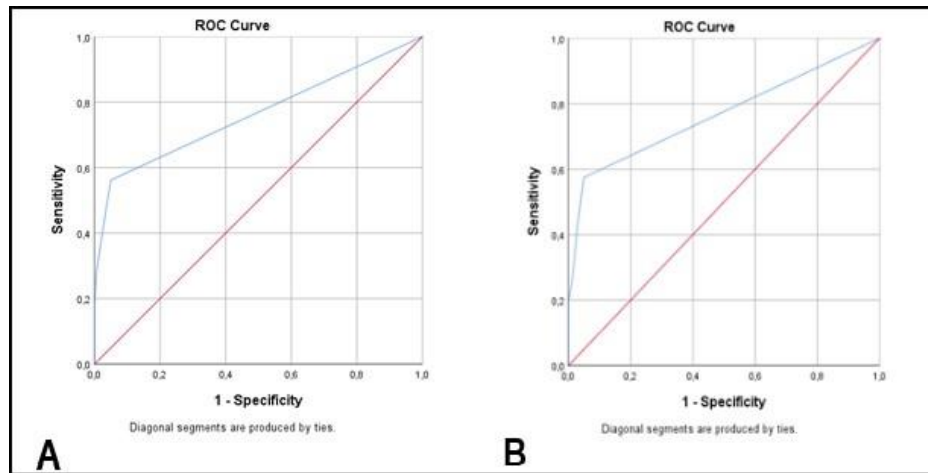 ROC Curve
1,0
0,8
0,6
0,4
0,2
0,0
Sensitivity
0,0 0,2 0,4 0,6 0,8 1,0
1 - Specificity
Diagonal segments are produced by ties.
A
ROC Curve
1,0
0,8
0,6
0,4
0,2
0,0
Sensitivity
0,0 0,2 0,4 0,6 0,8 1,0
1 - Specificity
Diagonal segments are produced by ties.
B